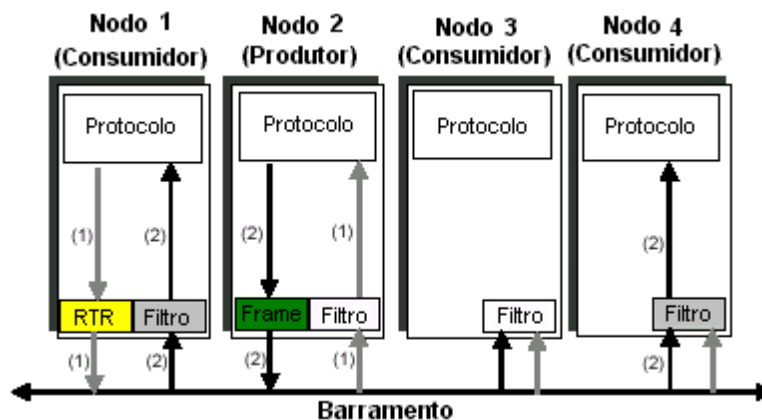 Nodo 1
(Consumidor)
Nodo 2
(Produtor)
Nodo 3
(Consumidor)
Nodo 4
(Consumidor)
Protocolo
Protocolo
Protocolo
Protocolo
(1)
(2)
(2)
(1)
(2)
RTR
Filtro
Frame
Filtro
Filtro
Filtro
(1)
(2)
(2)
(1)
(2)
Barramento